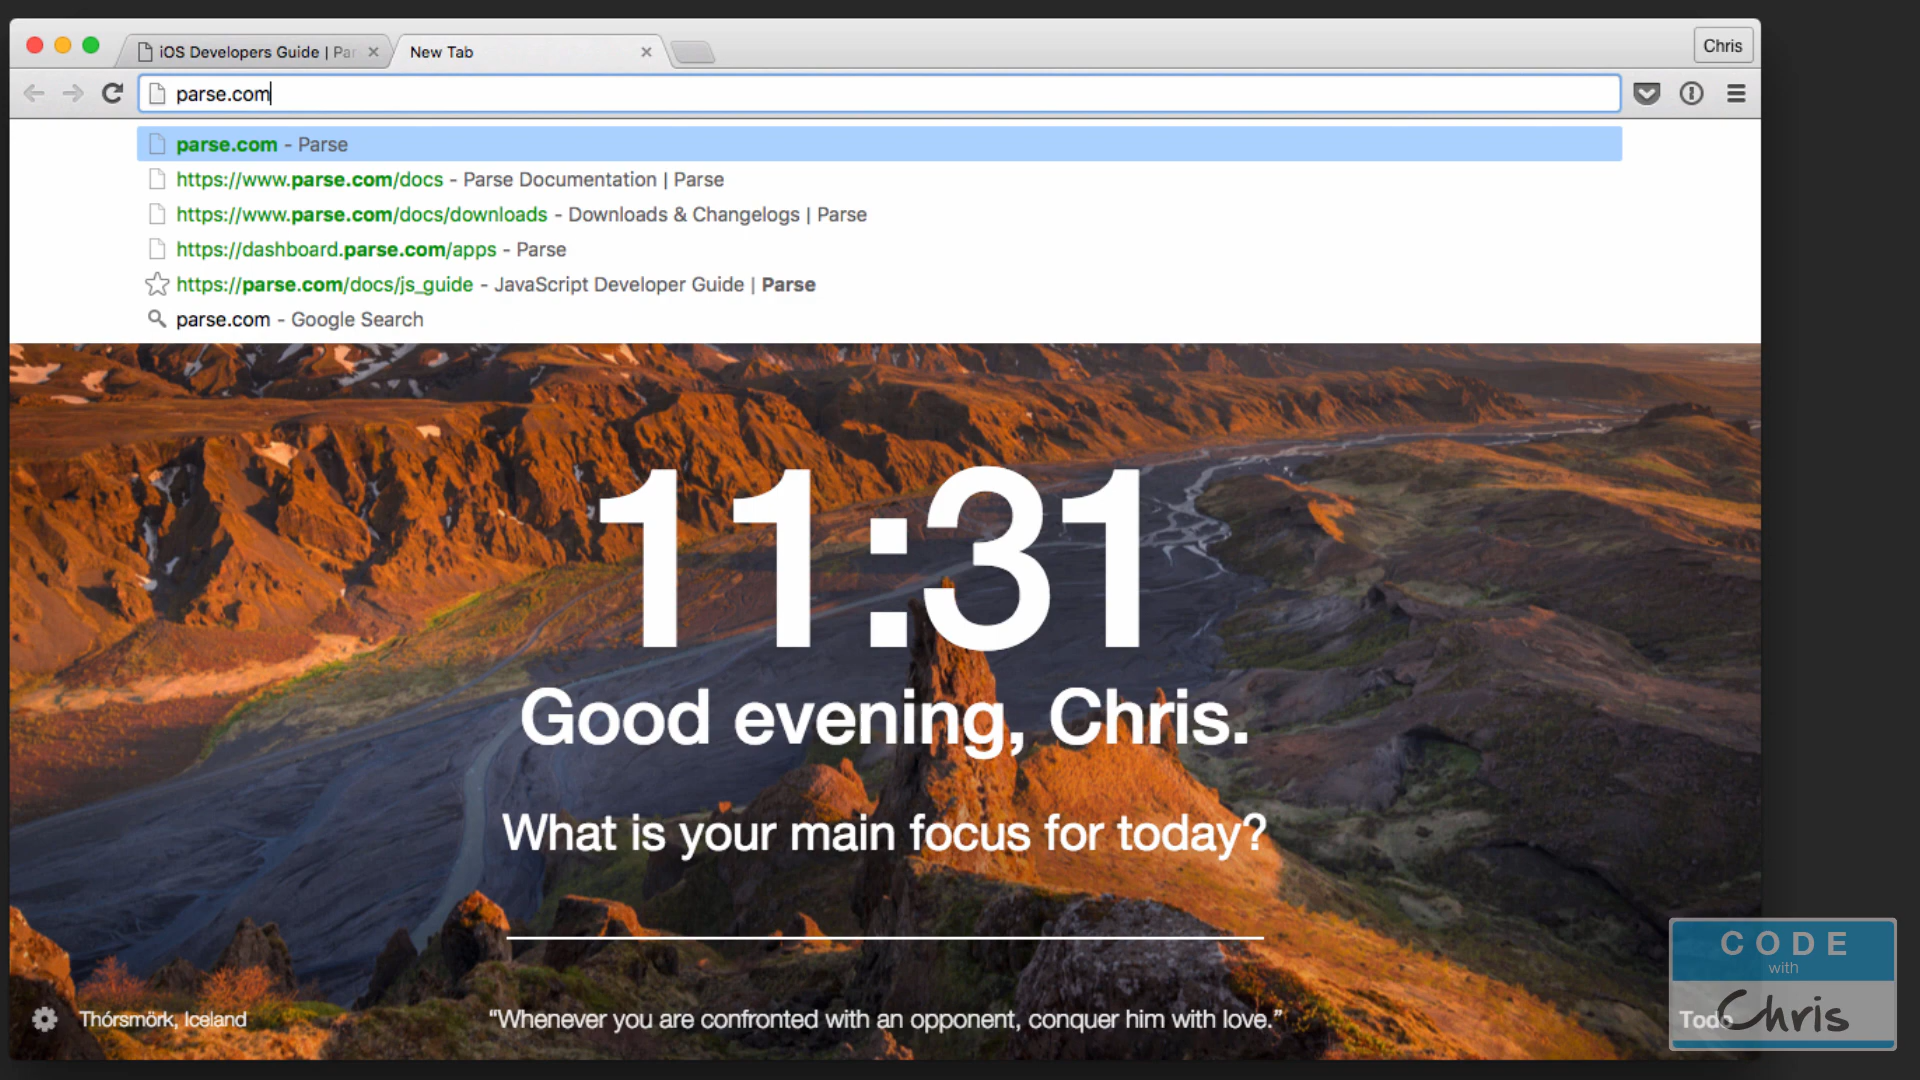 iOS Developers Guide | Par
New Tab
Chris
parse.com
parse.com - Parse
https://www.parse.com/docs - Parse Documentation | Parse
https://www.parse.com/docs/downloads - Downloads & Changelogs | Parse
https://dashboard.parse.com/apps - Parse
https://parse.com/docs/js_guide - JavaScript Developer Guide | Parse
parse.com - Google Search
11:31
Good evening, Chris.
What is your main focus for today?
Thórsmörk, Iceland
“Whenever you are confronted with an opponent, conquer him with love.”
Todo
CODE
with
Chris